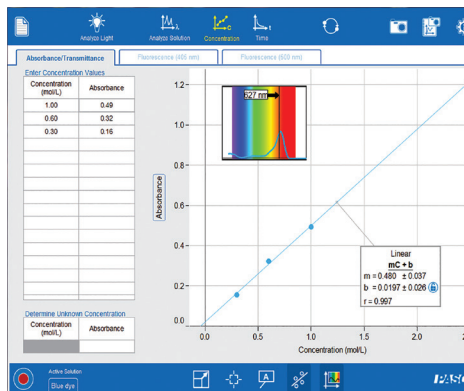 Analyze Light
Analyze Solution
Concentration
Time
Absorbance/Transmittance
Fluorescence (405 nm)
Fluorescence (500 nm)
Enter Concentration Values
Concentration (mol/L) Absorbance
1.00 0.49
0.60 0.32
0.30 0.16
Determine Unknown Concentration
Concentration (mol/L) Absorbance
527 nm
Absorbance
1.2
1.0
0.8
0.6
0.4
0.2
0.0
0.0 0.5 1.0 1.5 2.0
Concentration (mol/L)
Linear
mC + b
m = 0.480 ± 0.037
b = 0.0197 ± 0.026
r = 0.997
Active Solution
Blue dye
A
PASC